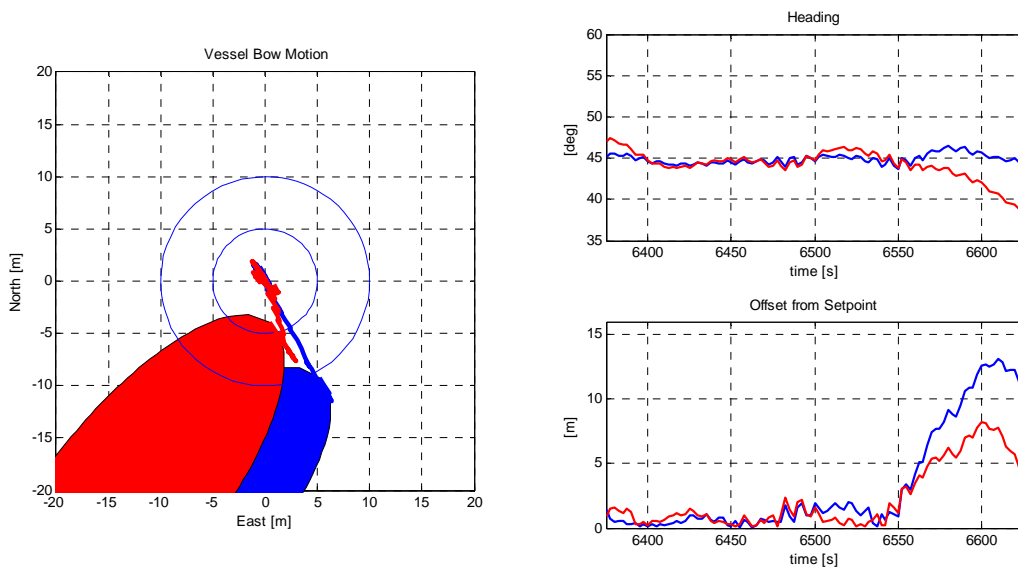 Vessel Bow Motion
20
15
10
5
0
-5
-10
-15
-20
North [m]
-20 -15 -10 -5 0 5 10 15 20
East [m]
Heading
60
55
50
45
40
35
[deg]
6400 6450 6500 6550 6600
time [s]
Offset from Setpoint
15
10
5
0
[m]
6400 6450 6500 6550 6600
time [s]